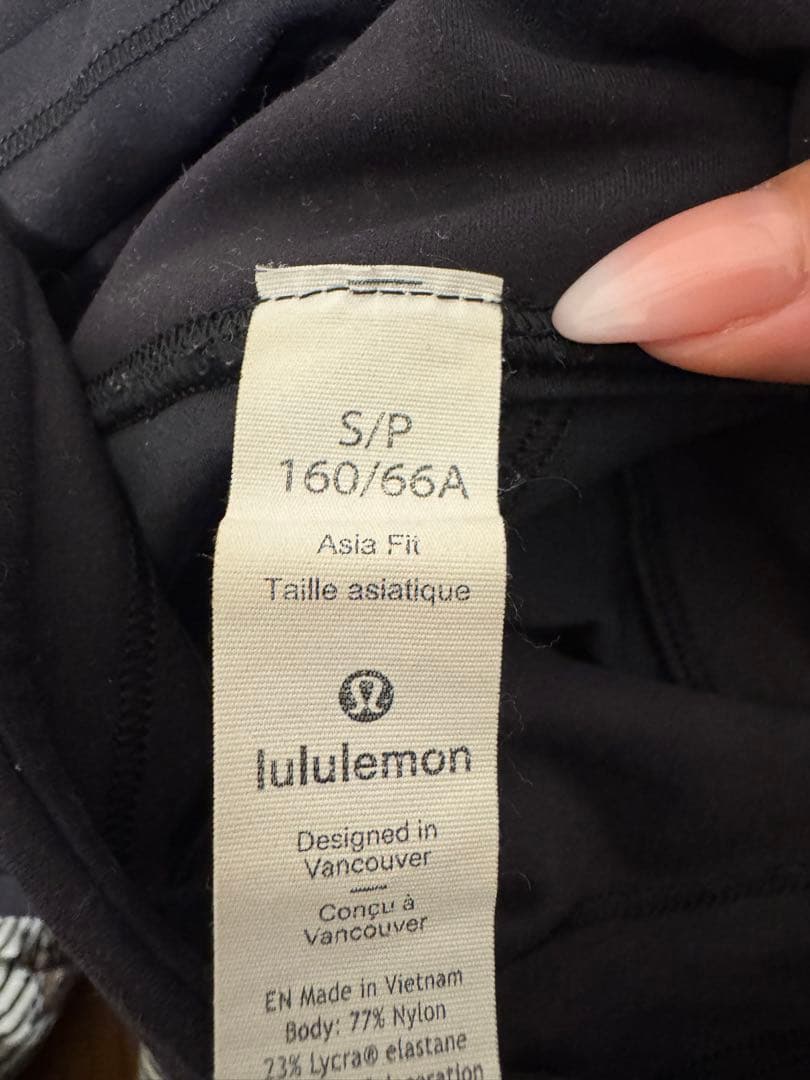 S/P
160/66A
Asia Fit
Taille asiatique
lululemon
Designed in
Vancouver
Conçu à
Vancouver
EN Made in Vietnam
Body: 77% Nylon
23% Lycra® elastane